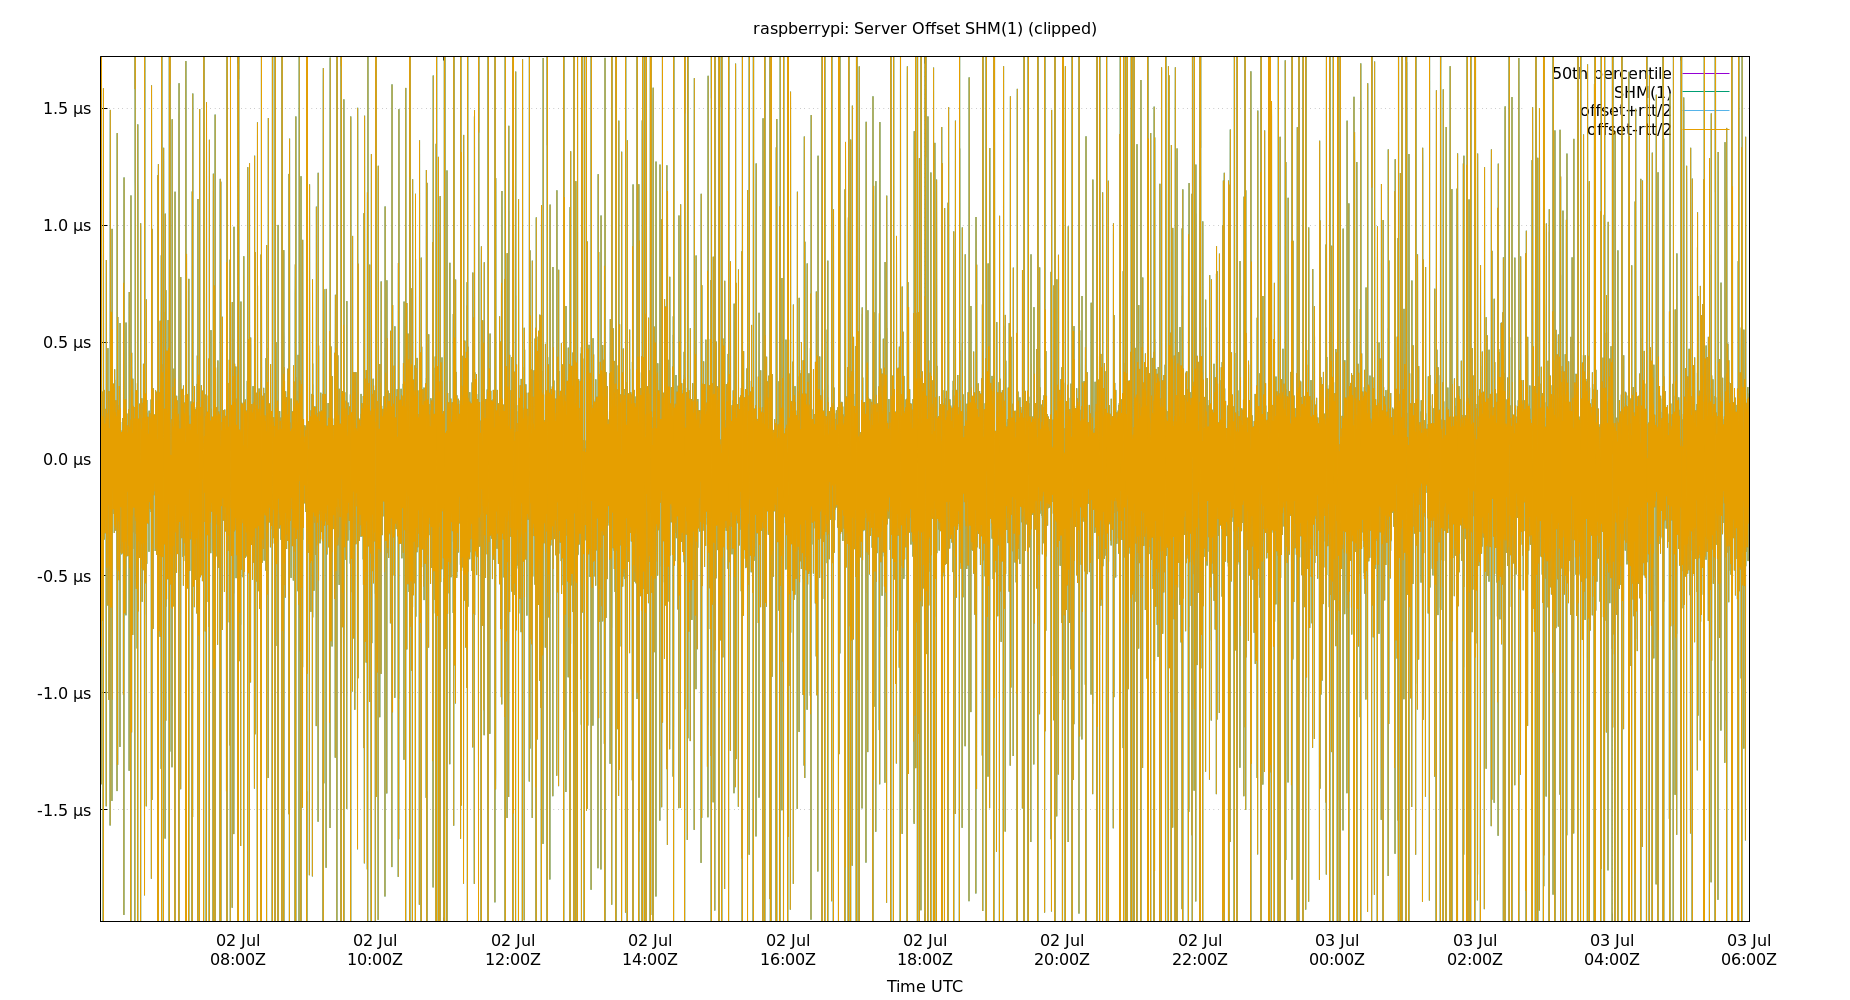 raspberrypi: Server Offset SHM(1) (clipped)
50th percentile
SHM(1)
offset+rtt/2
offset-rtt/2
1.5 µs
1.0 µs
0.5 µs
0.0 µs
-0.5 µs
-1.0 µs
-1.5 µs
02 Jul 02 Jul 02 Jul 02 Jul 02 Jul 02 Jul 02 Jul 02 Jul 03 Jul 03 Jul 03 Jul 03 Jul
08:00Z 10:00Z 12:00Z 14:00Z 16:00Z 18:00Z 20:00Z 22:00Z 00:00Z 02:00Z 04:00Z 06:00Z
Time UTC